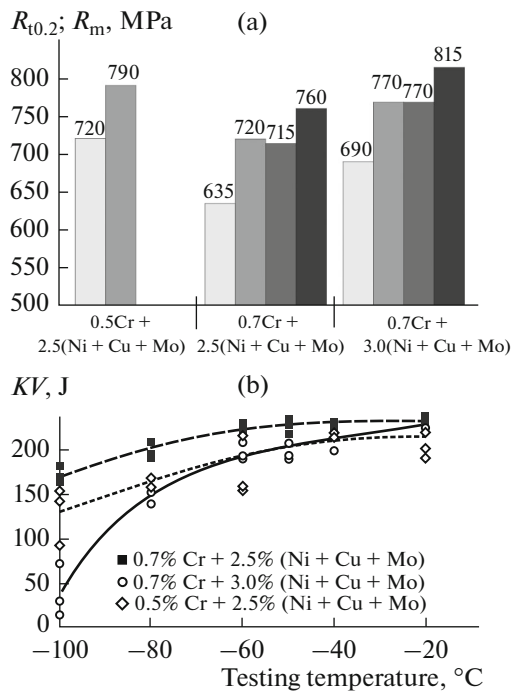 R_t0.2; R_m, MPa (a)
800
750
700
650
600
550
500
720 790
635 720 715 760
690 770 770 815
0.5Cr +
2.5(Ni + Cu + Mo)
0.7Cr +
2.5(Ni + Cu + Mo)
0.7Cr +
3.0(Ni + Cu + Mo)
KV, J (b)
200
150
100
50
0
0.7% Cr + 2.5% (Ni + Cu + Mo)
0.7% Cr + 3.0% (Ni + Cu + Mo)
0.5% Cr + 2.5% (Ni + Cu + Mo)
−100 −80 −60 −40 −20
Testing temperature, °C